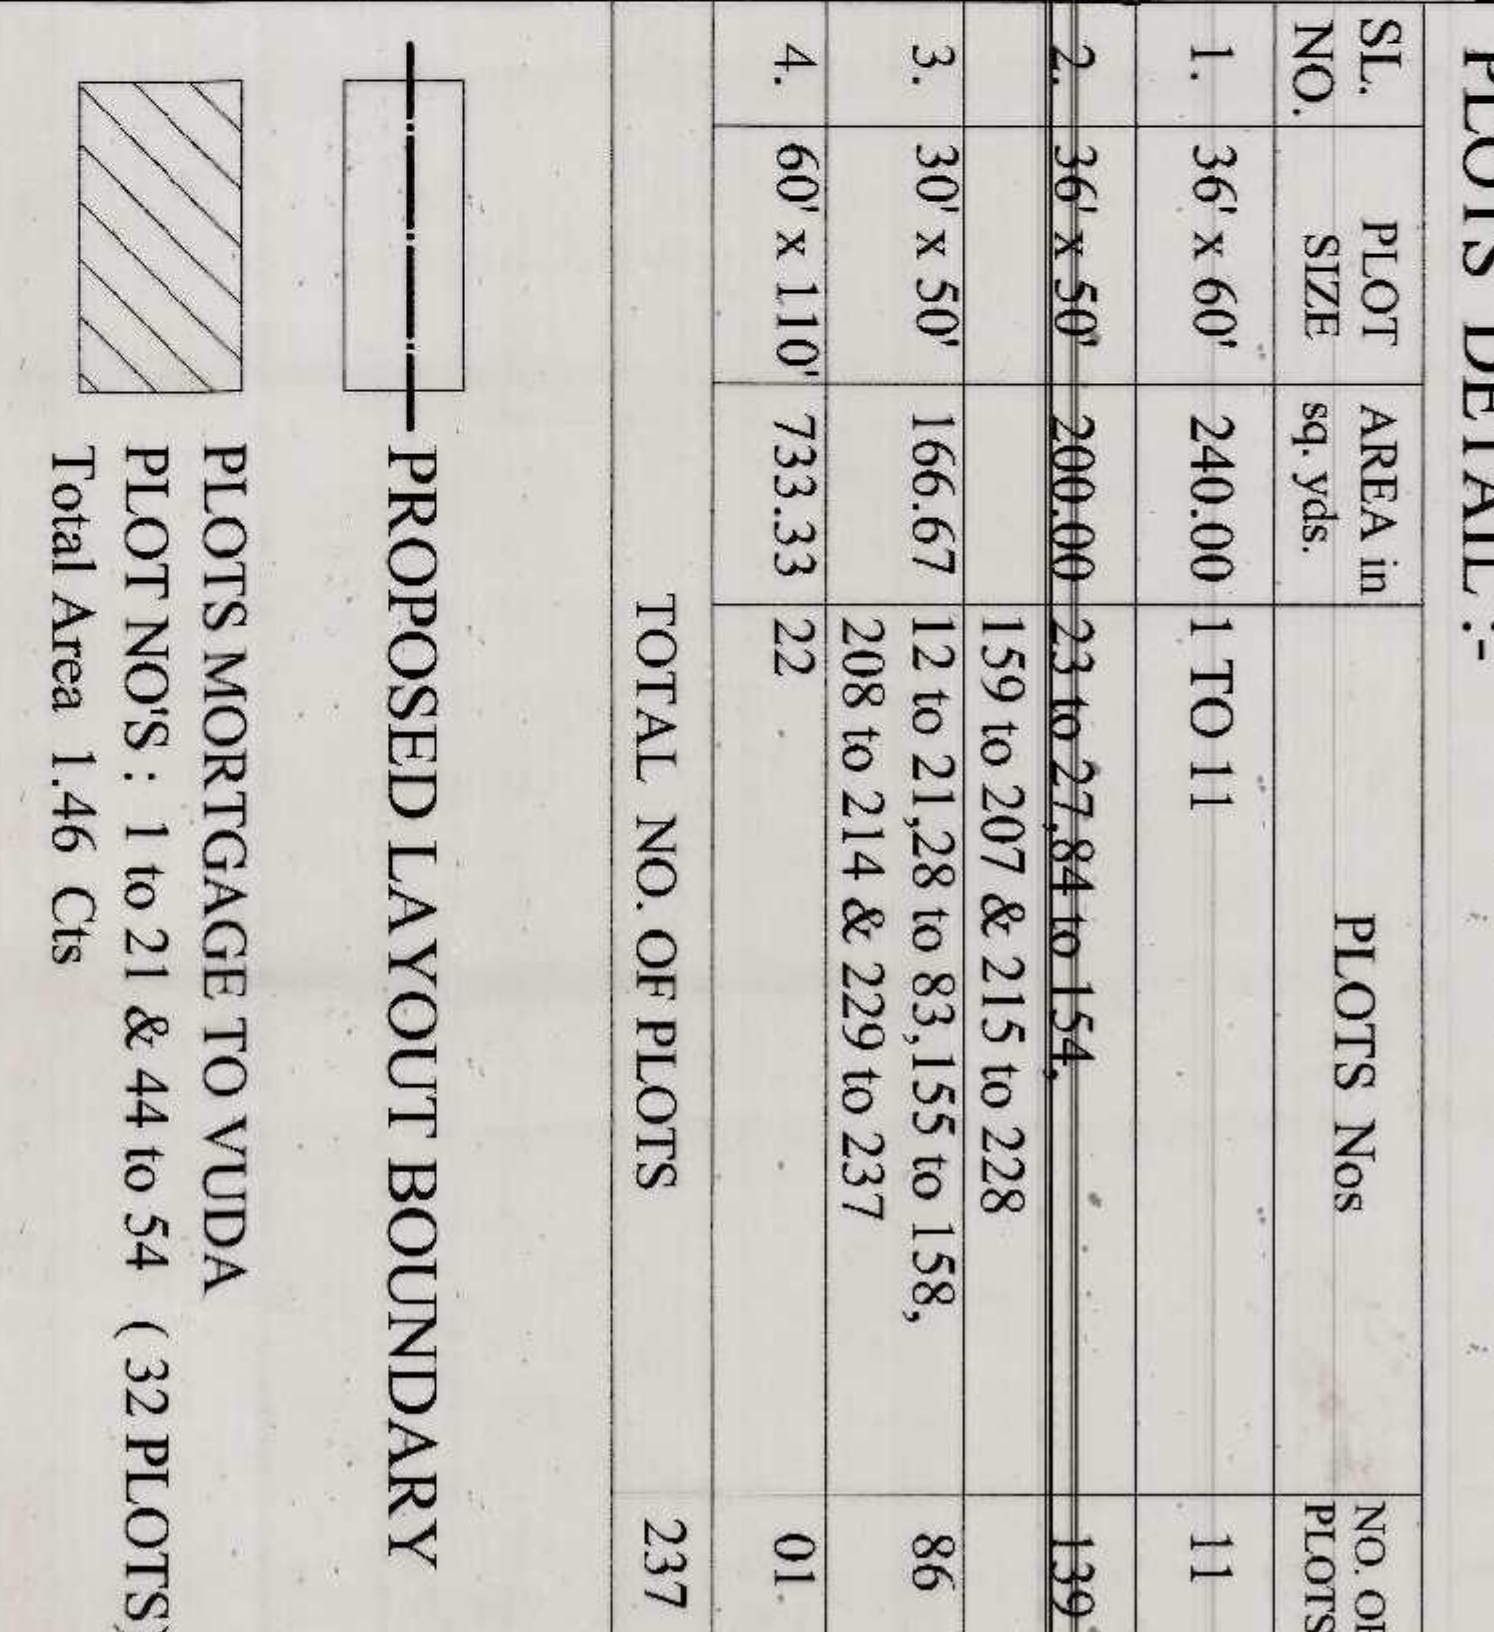 PLOTS DETAIL :-
SL. NO. PLOT SIZE AREA in sq. yds. PLOTS Nos NO. OF PLOTS
1. 36' x 60' 240.00 1 TO 11 11
2. 36' x 50' 200.00 23 to 27,84 to 154, 139
159 to 207 & 215 to 228
3. 30' x 50' 166.67 12 to 21,28 to 83,155 to 158, 86
208 to 214 & 229 to 237
4. 60' x 110' 733.33 22 01
TOTAL NO. OF PLOTS 237
PROPOSED LAYOUT BOUNDARY
PLOTS MORTGAGE TO VUDA
PLOT NO'S : 1 to 21 & 44 to 54 ( 32 PLOTS)
Total Area 1.46 Cts